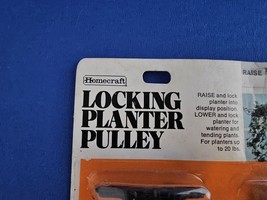 Homecraft
LOCKING
PLANTER
PULLEY
RAISE and lock
planter into
display position.
LOWER and lock
planter for
watering and
tending plants.
For planters up
to 20 lbs.
RAISE